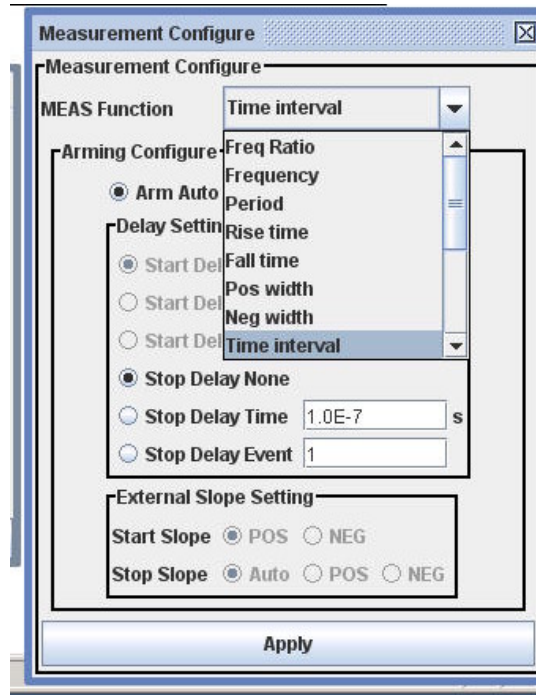 Measurement Configure
Measurement Configure
MEAS Function Time interval
Arming Configure
Freq Ratio
Frequency
Arm Auto
Period
Delay Settin
Rise time
Start Del
Fall time
Pos width
Start Del
Neg width
Start Del
Time interval
Stop Delay None
Stop Delay Time 1.0E-7 s
Stop Delay Event 1
External Slope Setting
Start Slope POS NEG
Stop Slope Auto POS NEG
Apply